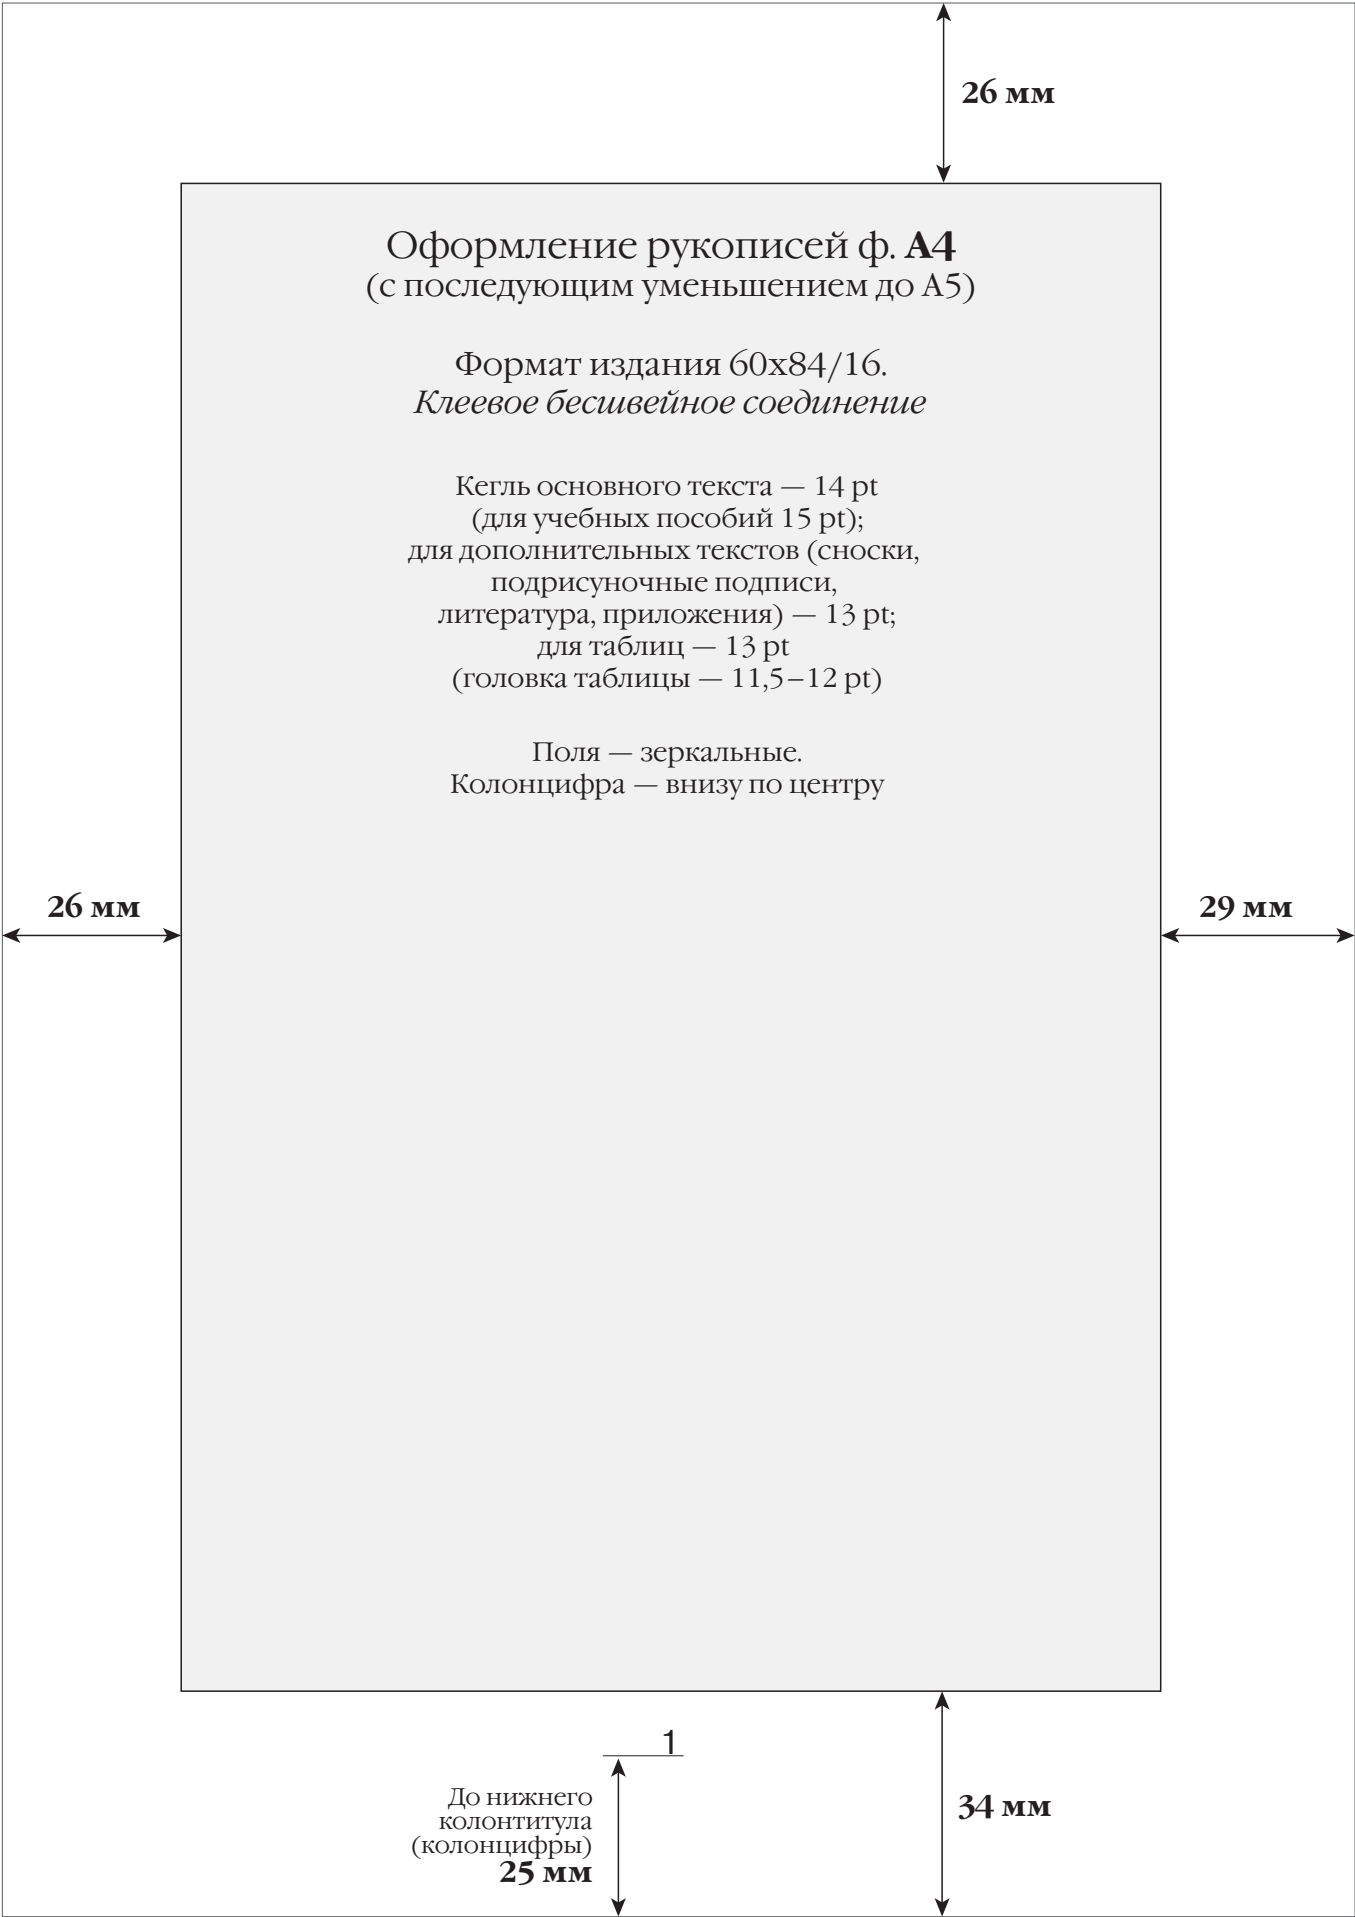 26 мм
Оформление рукописей ф. А4
(с последующим уменьшением до А5)
Формат издания 60х84/16.
Клеевое бесшвейное соединение
Кегль основного текста — 14 pt
(для учебных пособий 15 pt);
для дополнительных текстов (сноски,
подрисуночные подписи,
литература, приложения) — 13 pt;
для таблиц — 13 pt
(головка таблицы — 11,5–12 pt)
Поля — зеркальные.
Колонцифра — внизу по центру
26 мм
29 мм
1
До нижнего
колонтитула
(колонцифры)
25 мм
34 мм